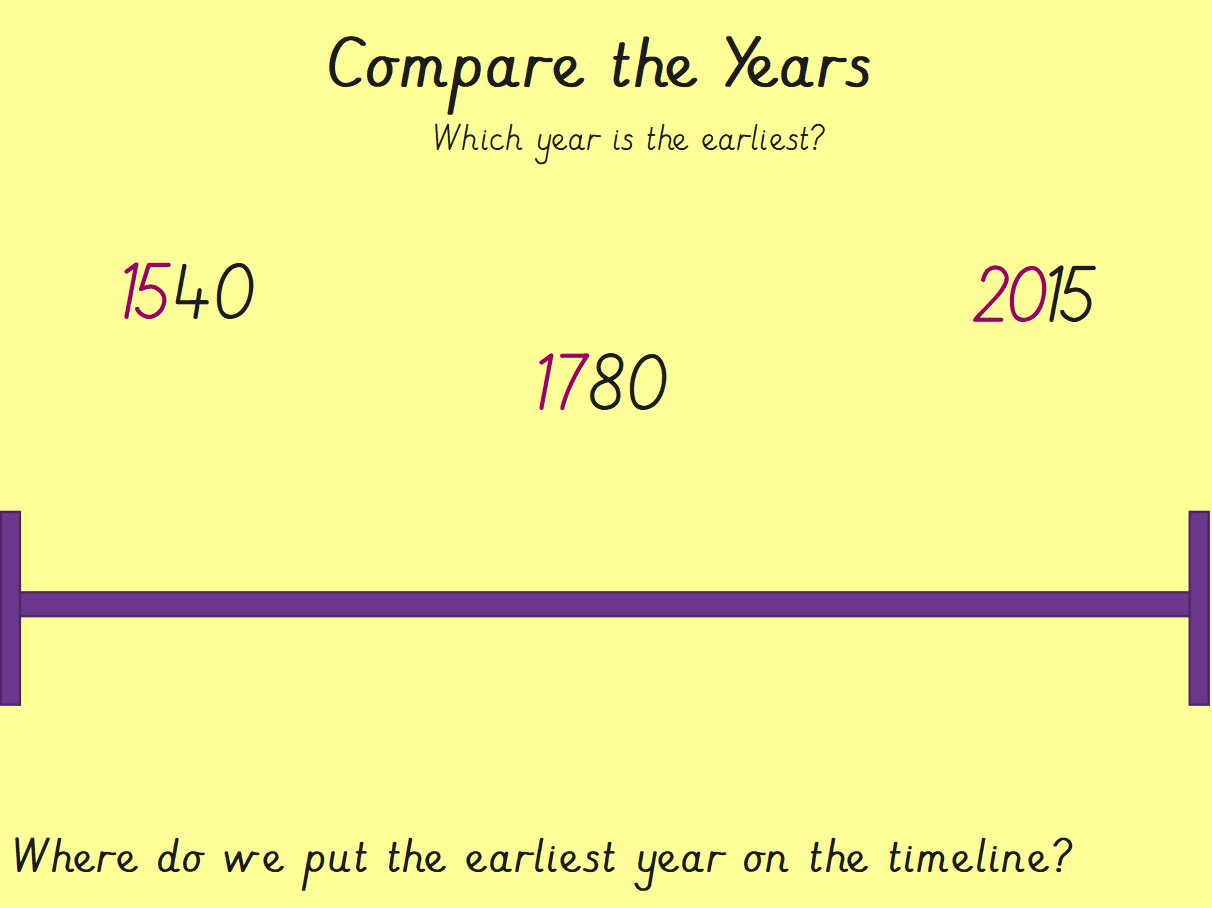 Compare the Years
Which year is the earliest?
1540
2015
1780
Where do we put the earliest year on the timeline?